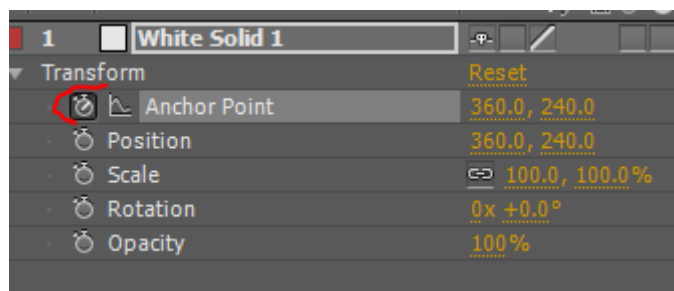 1 White Solid 1
Transform Reset
Anchor Point 360.0, 240.0
Position 360.0, 240.0
Scale 100.0, 100.0%
Rotation 0x +0.0°
Opacity 100%